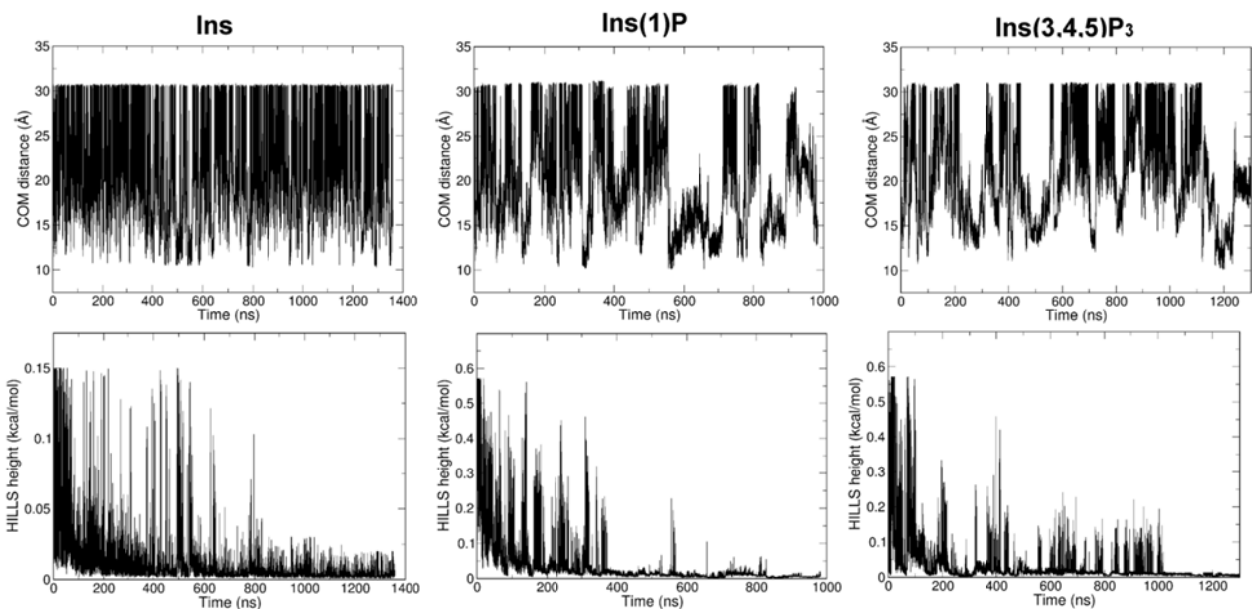 Ins
Ins(1)P
Ins(3,4,5)P₃
35
30
25
20
15
10
COM distance (Å)
0 200 400 600 800 1000 1200 1400
Time (ns)
35
30
25
20
15
10
COM distance (Å)
0 200 400 600 800 1000
Time (ns)
35
30
25
20
15
10
COM distance (Å)
0 200 400 600 800 1000 1200
Time (ns)
0.15
0.1
0.05
0
HILLS height (kcal/mol)
0 200 400 600 800 1000 1200 1400
Time (ns)
0.6
0.5
0.4
0.3
0.2
0.1
0
HILLS height (kcal/mol)
0 200 400 600 800 1000
Time (ns)
0.6
0.5
0.4
0.3
0.2
0.1
0
HILLS height (kcal/mol)
0 200 400 600 800 1000 1200
Time (ns)